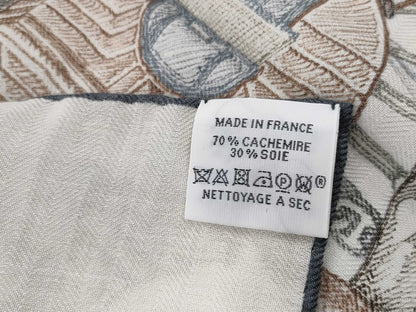 MADE IN FRANCE
70% CACHEMIRE
30% SOIE
P W ®
NETTOYAGE A SEC